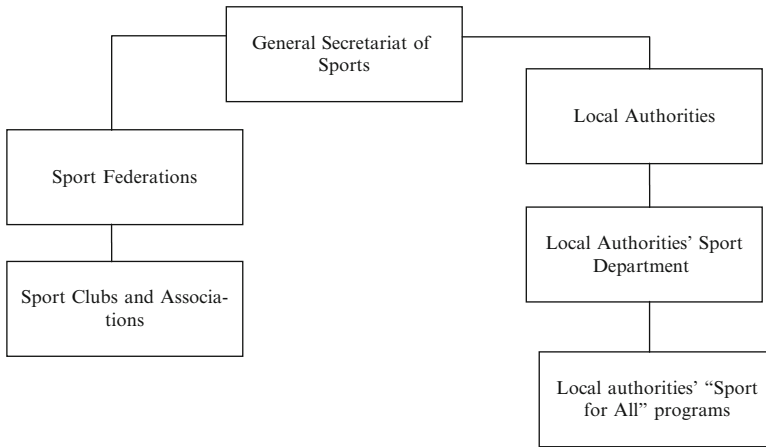 General Secretariat of
Sports
Local Authorities
Sport Federations
Local Authorities’ Sport
Department
Sport Clubs and Associa-
tions
Local authorities’ “Sport
for All” programs